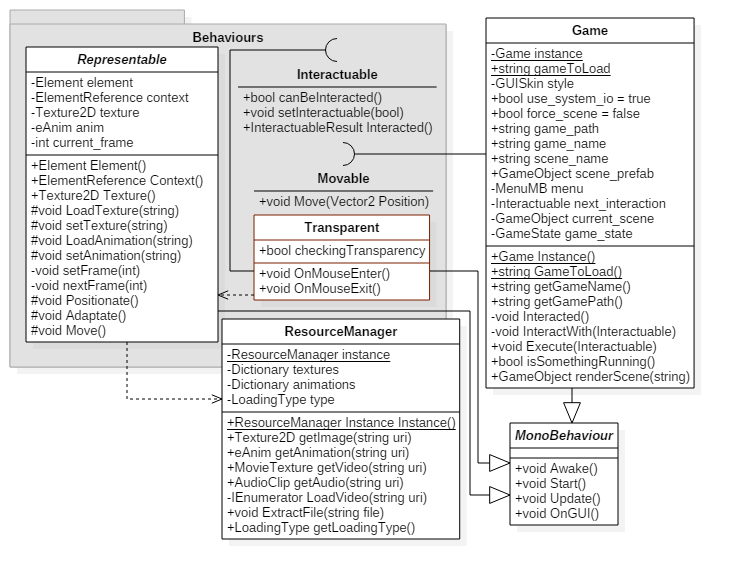 Behaviours
Representable
-Element element
-ElementReference context
-Texture2D texture
-eAnim anim
-int current_frame
+Element Element()
+ElementReference Context()
+Texture2D Texture()
#void LoadTexture(string)
#void setTexture(string)
#void LoadAnimation(string)
#void setAnimation(string)
-void setFrame(int)
-void nextFrame(int)
#void Positionate()
#void Adaptate()
#void Move()
Interactuable
+bool canBeInteracted()
+void setInteractuable(bool)
+InteractuableResult Interacted()
Movable
+void Move(Vector2 Position)
Transparent
+bool checkingTransparency
+void OnMouseEnter()
+void OnMouseExit()
ResourceManager
-ResourceManager instance
-Dictionary textures
-Dictionary animations
-LoadingType type
+ResourceManager Instance Instance()
+Texture2D getImage(string uri)
+eAnim getAnimation(string uri)
+MovieTexture getVideo(string uri)
+AudioClip getAudio(string uri)
-IEnumerator LoadVideo(string uri)
+void ExtractFile(string file)
+LoadingType getLoadingType()
Game
-Game instance
+string gameToLoad
-GUISkin style
+bool use_system_io = true
+bool force_scene = false
+string game_path
+string game_name
+string scene_name
+GameObject scene_prefab
-MenuMB menu
-Interactuable next_interaction
-GameObject current_scene
-GameState game_state
+Game Instance()
+string GameToLoad()
+string getGameName()
+string getGamePath()
-void Interacted()
-void InteractWith(Interactuable)
+void Execute(Interactuable)
+bool isSomethingRunning()
+GameObject renderScene(string)
MonoBehaviour
+void Awake()
+void Start()
+void Update()
+void OnGUI()